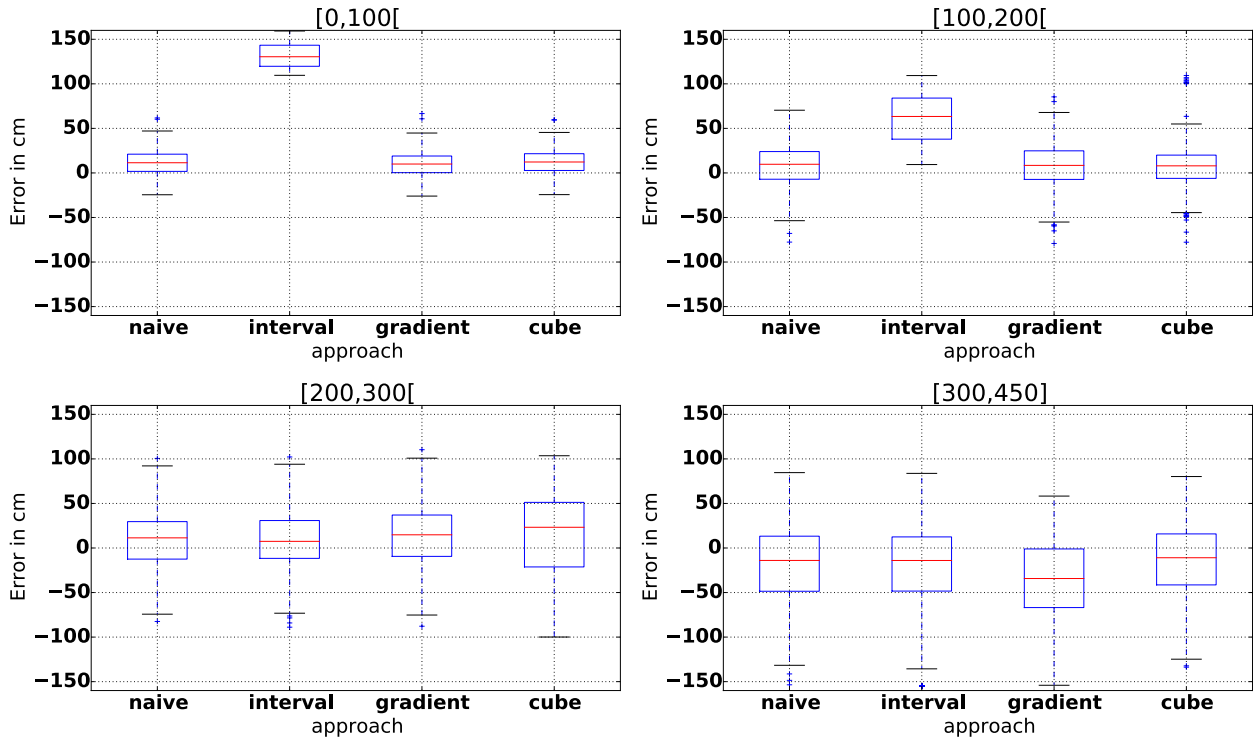 [0,100[
150
100
50
0
−50
−100
−150
Error in cm
naive interval gradient cube
approach
[100,200[
150
100
50
0
−50
−100
−150
Error in cm
naive interval gradient cube
approach
[200,300[
150
100
50
0
−50
−100
−150
Error in cm
naive interval gradient cube
approach
[300,450]
150
100
50
0
−50
−100
−150
Error in cm
naive interval gradient cube
approach